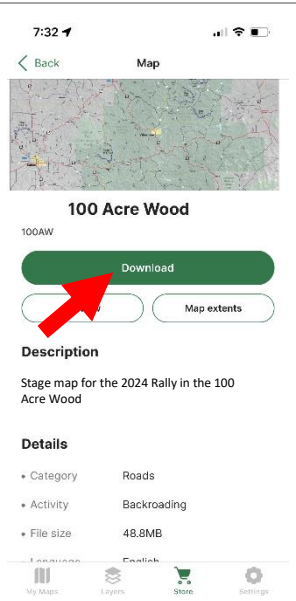 7:32
Back Map
100 Acre Wood
100AW
Download
Map extents
Description
Stage map for the 2024 Rally in the 100
Acre Wood
Details
• Category Roads
• Activity Backroading
• File size 48.8MB
• Language English
My Maps Layers Store Settings